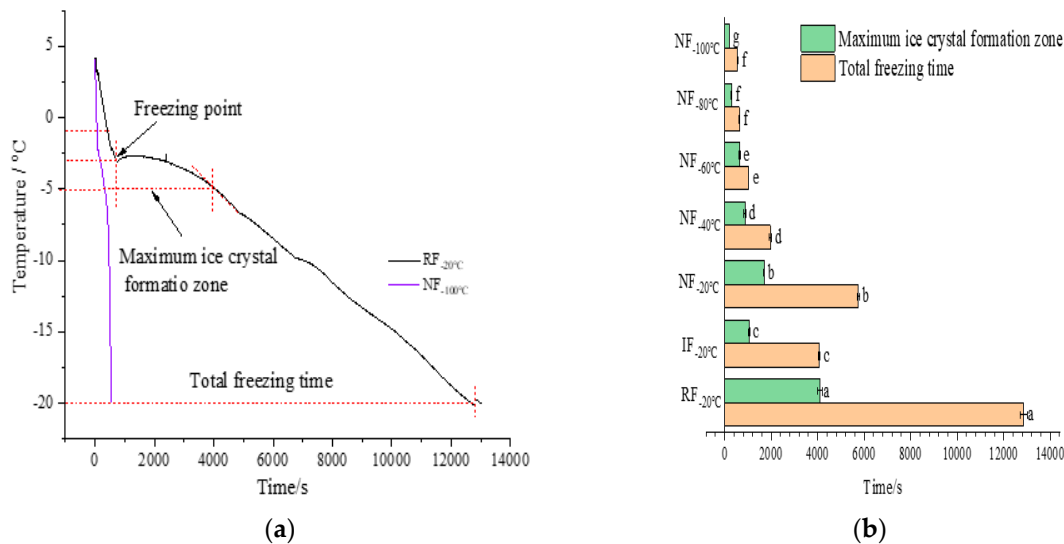 5
0
-5
-10
-15
-20
Temperature / °C
Freezing point
Maximum ice crystal
formatio zone
RF-20°C
NF-100°C
Total freezing time
0 2000 4000 6000 8000 10000 12000 14000
Time/s
(a)
Maximum ice crystal formation zone
Total freezing time
NF-100°C
g
f
NF-80°C
f
f
NF-60°C
e
e
NF-40°C
d
d
NF-20°C
b
b
IF-20°C
c
c
RF-20°C
a
a
0 2000 4000 6000 8000 10000 12000 14000
Time/s
(b)